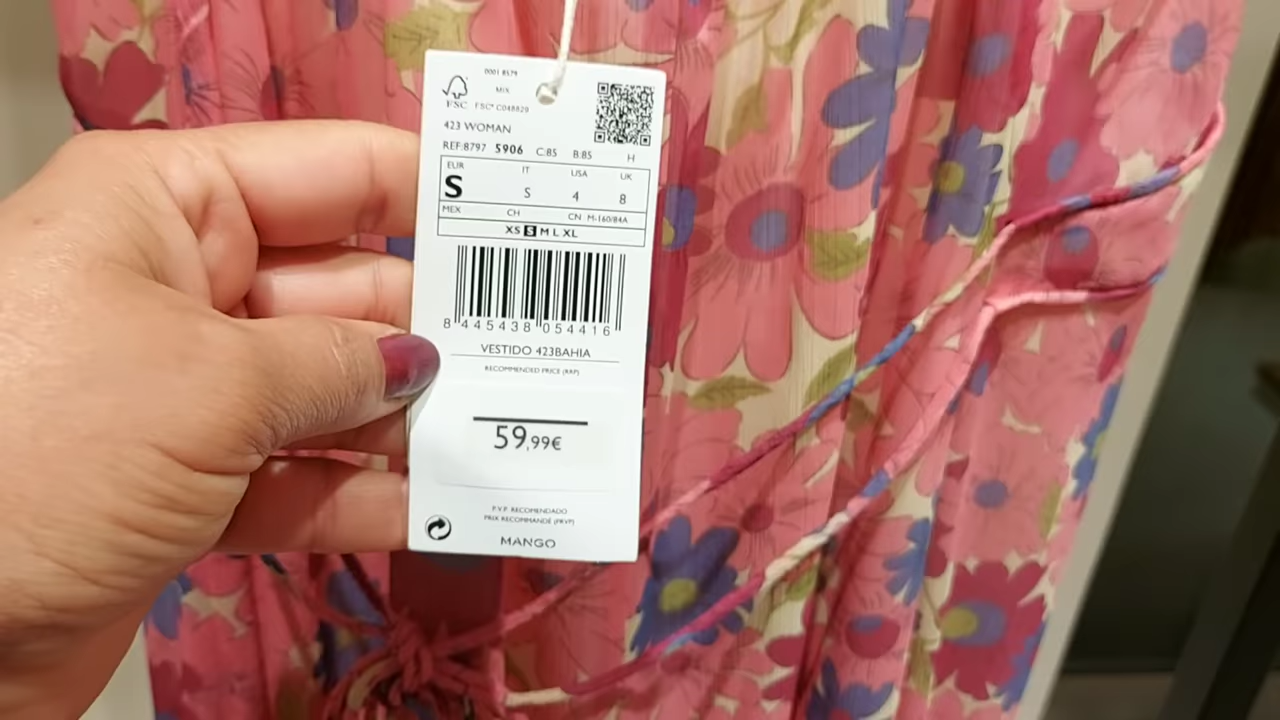 0001 8579
MIX
FSC FSC® C048829
423 WOMAN
REF:8797 5906 C:85 B:85 H
EUR IT USA UK
S S 4 8
MEX CH CN M-160/84A
XS S M L XL
8 445438 054416
VESTIDO 423BAHIA
RECOMMENDED PRICE (RRP)
59,99€
P.V.P. RECOMENDADO
PRIX RECOMMANDÉ (PRVP)
MANGO